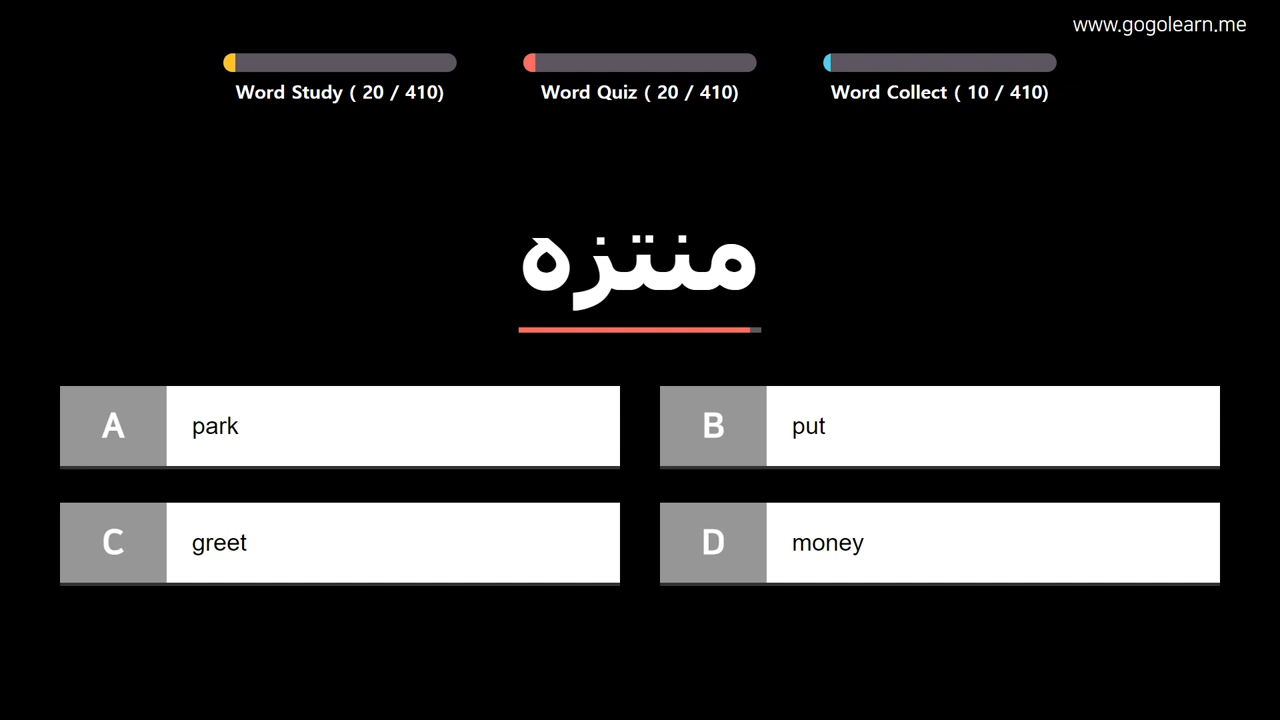 www.gogolearn.me
Word Study ( 20 / 410)
Word Quiz ( 20 / 410)
Word Collect ( 10 / 410)
منتزه
A park
B put
C greet
D money